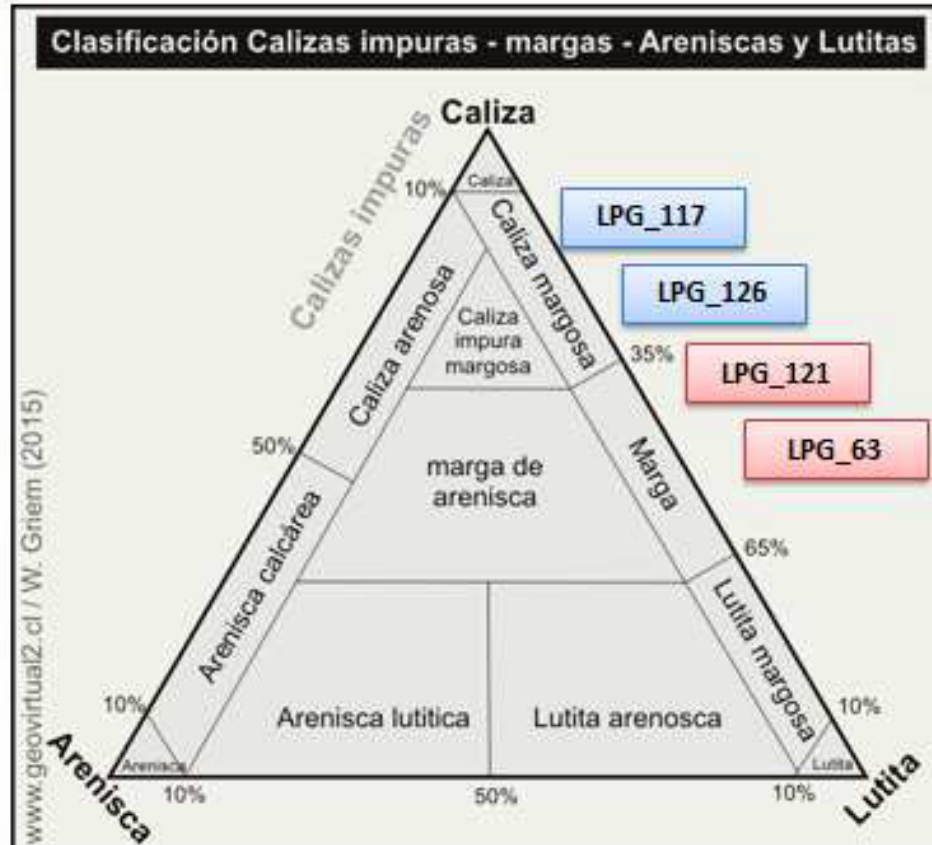 Clasificación Calizas impuras - margas - Areniscas y Lutitas
Caliza
Calizas impuras
Caliza
10%
LPG_117
Caliza margosa
LPG_126
Caliza arenosa
Caliza
impura
margosa
35%
LPG_121
LPG_63
50%
marga de
arenisca
Marga
Arenisca calcárea
65%
Lutita margosa
10%
Arenisca lutitica
Lutita arenosca
10%
Arenisca
Lutita
Arenisca
10%
50%
10%
Lutita
www.geovirtual2.cl / W. Griem (2015)